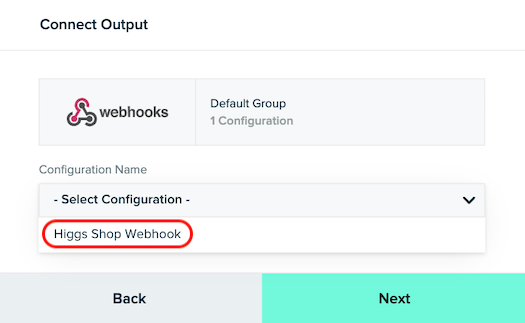 Connect Output
webhooks
Default Group
1 Configuration
Configuration Name
- Select Configuration -
Higgs Shop Webhook
Back
Next